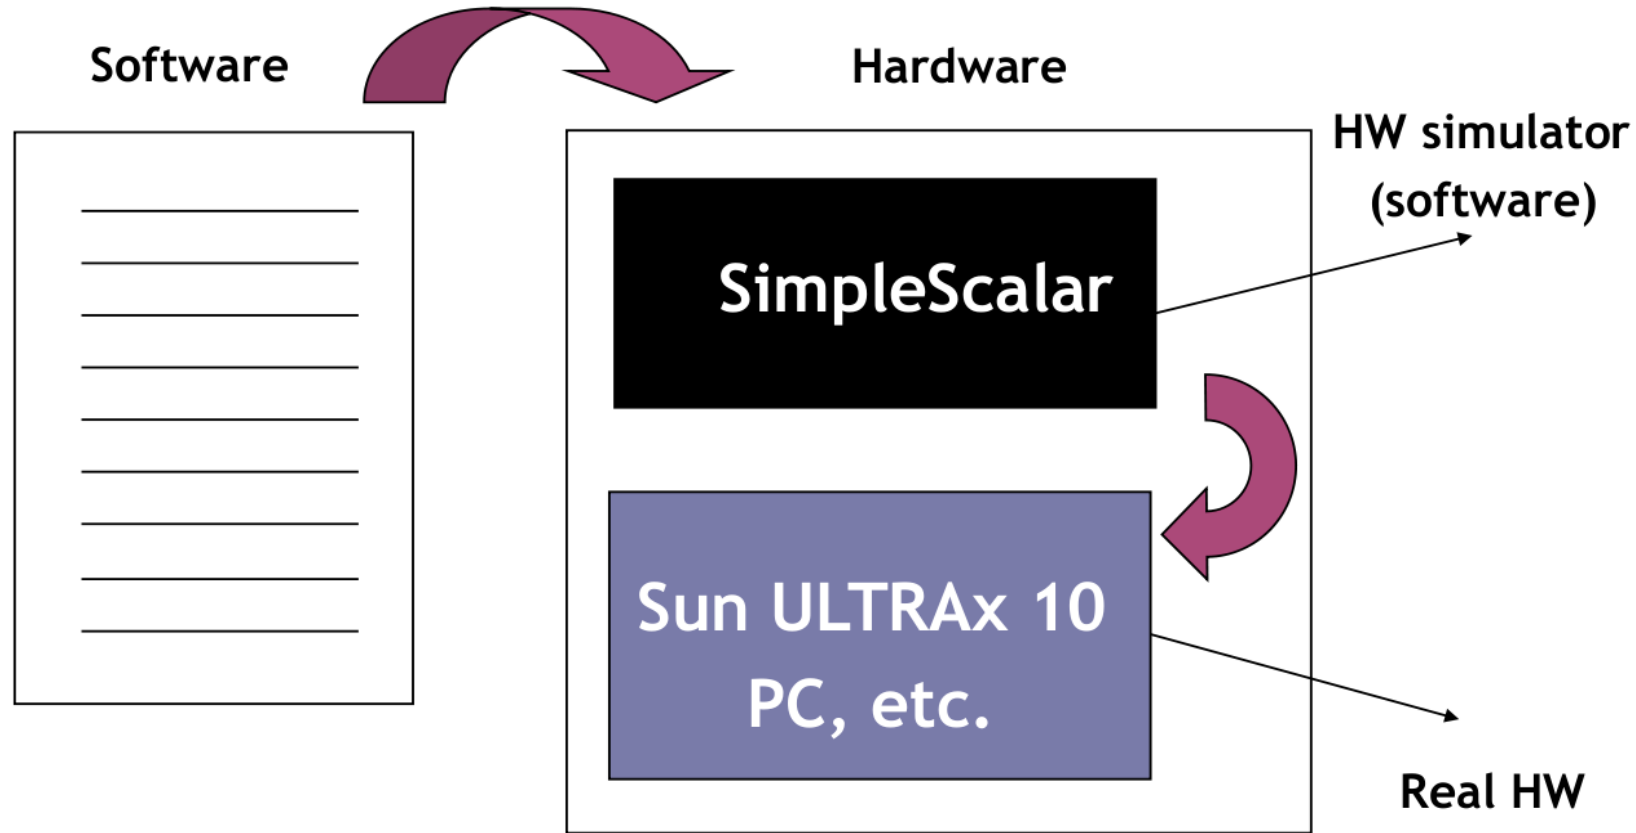 Software
Hardware
HW simulator
(software)
SimpleScalar
Sun ULTRAx 10
PC, etc.
Real HW